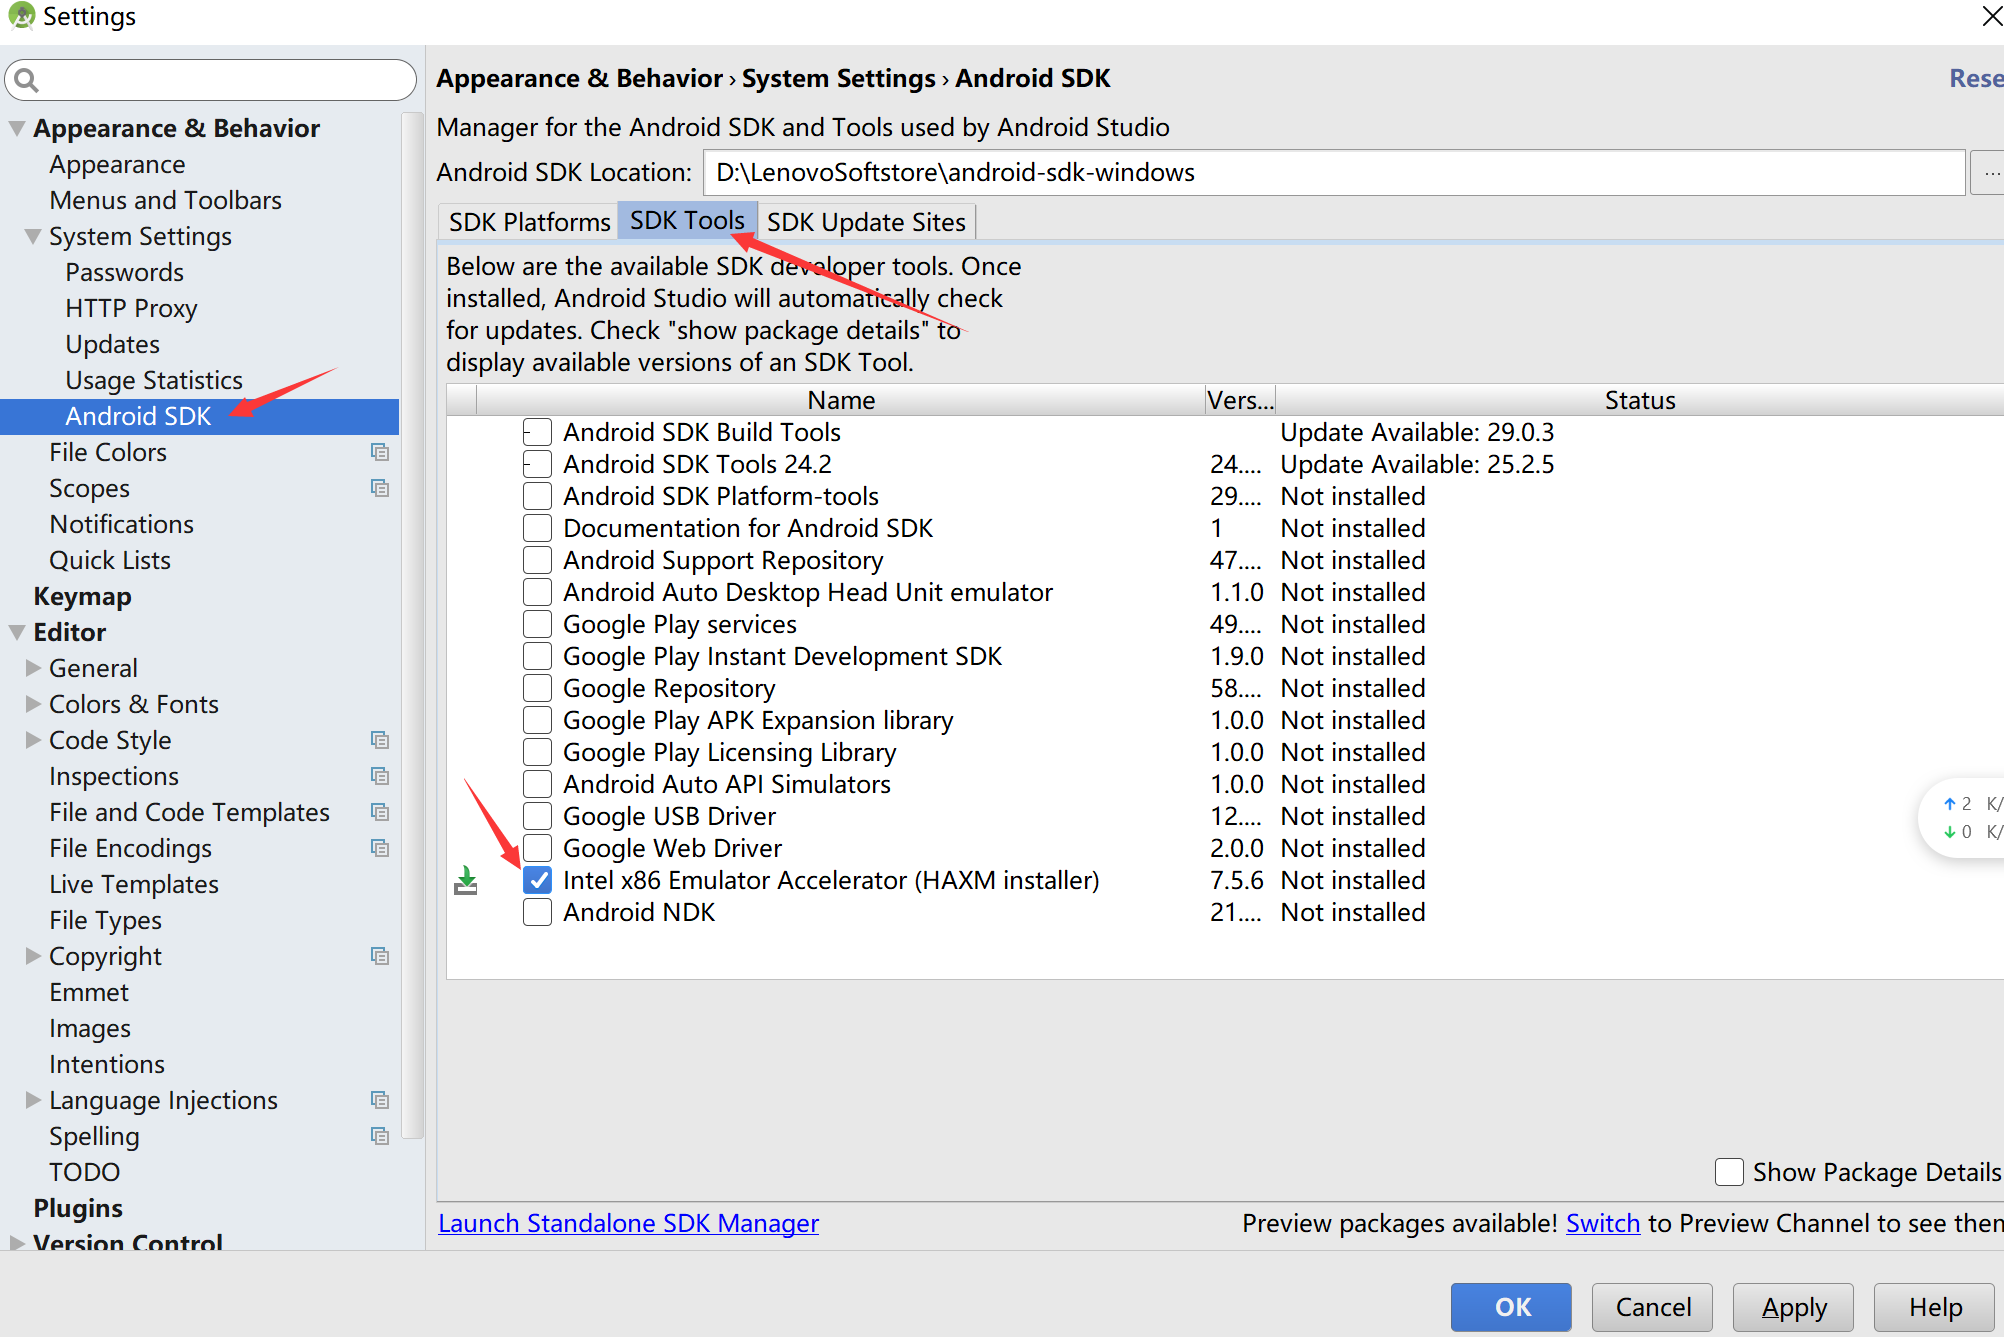 Settings
Appearance & Behavior
Appearance
Menus and Toolbars
System Settings
Passwords
HTTP Proxy
Updates
Usage Statistics
Android SDK
File Colors
Scopes
Notifications
Quick Lists
Keymap
Editor
General
Colors & Fonts
Code Style
Inspections
File and Code Templates
File Encodings
Live Templates
File Types
Copyright
Emmet
Images
Intentions
Language Injections
Spelling
TODO
Plugins
Version Control
Appearance & Behavior › System Settings › Android SDK
Rese
Manager for the Android SDK and Tools used by Android Studio
Android SDK Location: D:\LenovoSoftstore\android-sdk-windows ...
SDK Platforms SDK Tools SDK Update Sites
Below are the available SDK developer tools. Once
installed, Android Studio will automatically check
for updates. Check "show package details" to
display available versions of an SDK Tool.
Name Vers... Status
Android SDK Build Tools Update Available: 29.0.3
Android SDK Tools 24.2 24.... Update Available: 25.2.5
Android SDK Platform-tools 29.... Not installed
Documentation for Android SDK 1 Not installed
Android Support Repository 47.... Not installed
Android Auto Desktop Head Unit emulator 1.1.0 Not installed
Google Play services 49.... Not installed
Google Play Instant Development SDK 1.9.0 Not installed
Google Repository 58.... Not installed
Google Play APK Expansion library 1.0.0 Not installed
Google Play Licensing Library 1.0.0 Not installed
Android Auto API Simulators 1.0.0 Not installed
Google USB Driver 12.... Not installed
Google Web Driver 2.0.0 Not installed
Intel x86 Emulator Accelerator (HAXM installer) 7.5.6 Not installed
Android NDK 21.... Not installed
↑ 2 K/
↓ 0 K/
Show Package Details
Launch Standalone SDK Manager Preview packages available! Switch to Preview Channel to see them
OK Cancel Apply Help